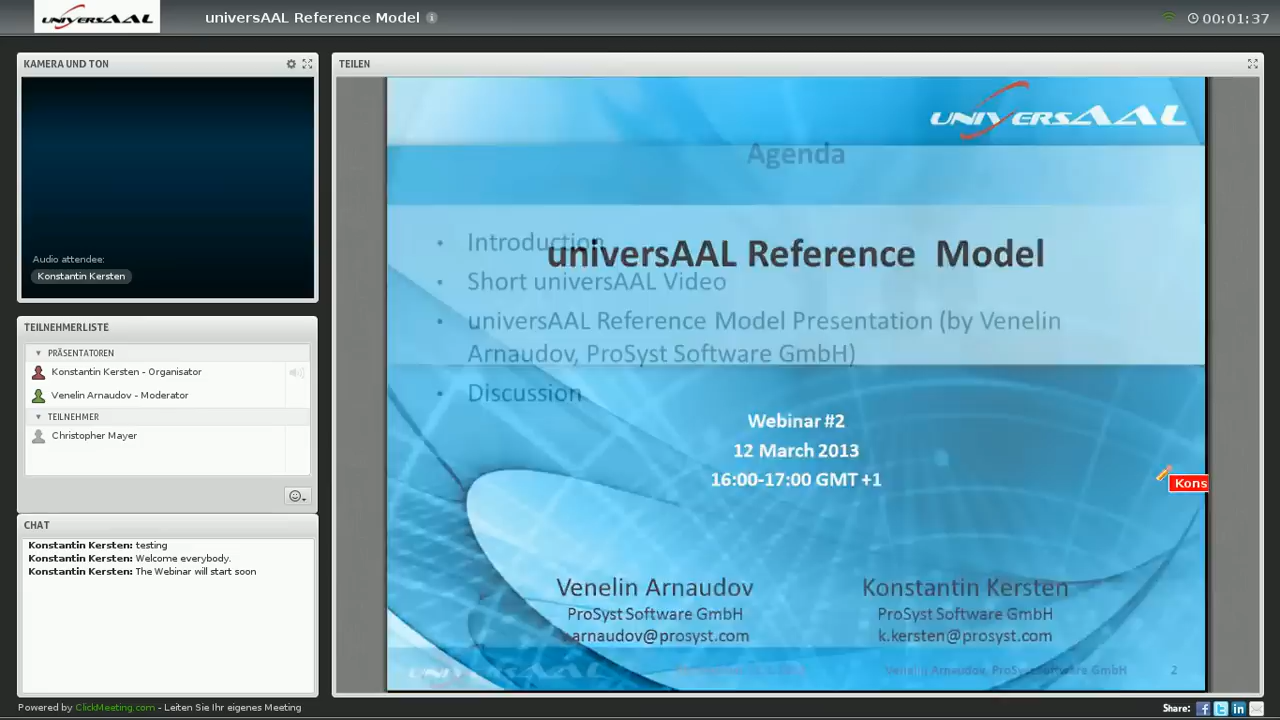 universAAL
universAAL Reference Model
00:01:37
KAMERA UND TON
Audio attendee:
Konstantin Kersten
TEILNEHMERLISTE
PRÄSENTATOREN
Konstantin Kersten - Organisator
Venelin Arnaudov - Moderator
TEILNEHMER
Christopher Mayer
CHAT
Konstantin Kersten: testing
Konstantin Kersten: Welcome everybody.
Konstantin Kersten: The Webinar will start soon
TEILEN
universAAL
Agenda
• Introduction
universAAL Reference Model
• Short universAAL Video
• universAAL Reference Model Presentation (by Venelin
Arnaudov, ProSyst Software GmbH)
• Discussion
Webinar #2
12 March 2013
16:00-17:00 GMT +1
Kons
Venelin Arnaudov
ProSyst Software GmbH
v.arnaudov@prosyst.com
Konstantin Kersten
ProSyst Software GmbH
k.kersten@prosyst.com
Venelin Arnaudov, ProSyst Software GmbH
2
Powered by ClickMeeting.com - Leiten Sie Ihr eigenes Meeting
Share: